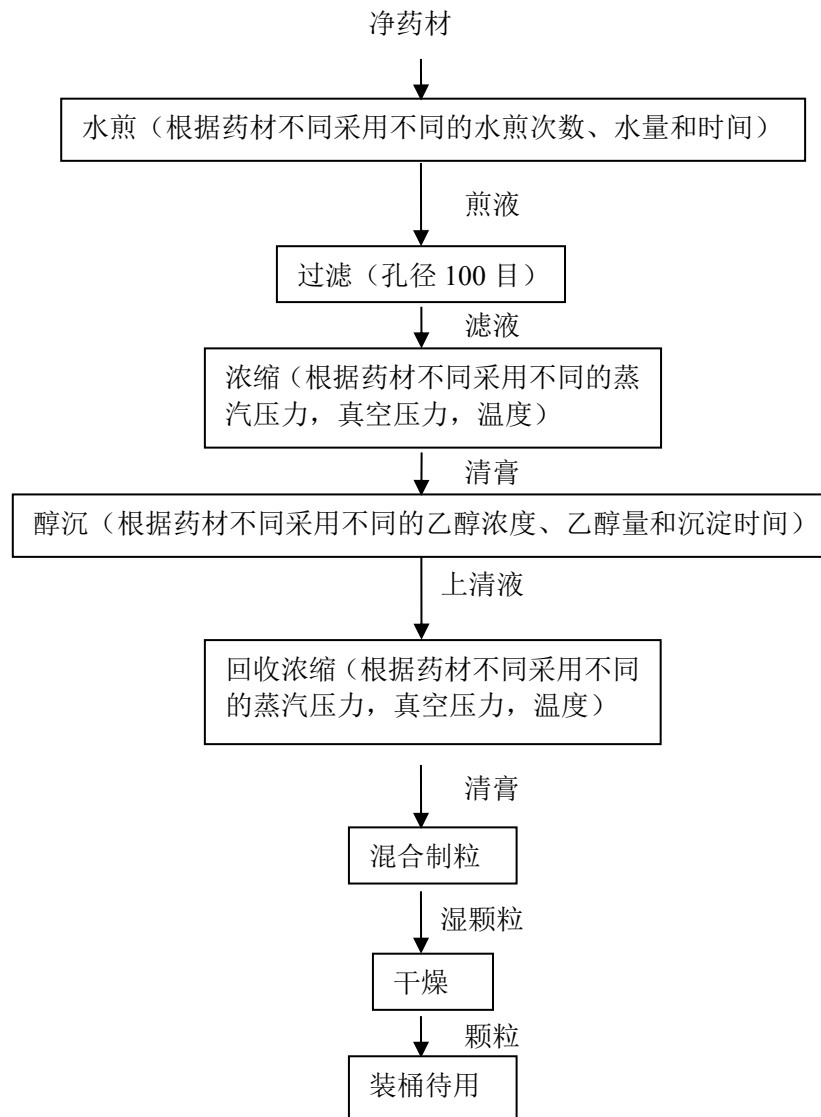 净药材
水煎（根据药材不同采用不同的水煎次数、水量和时间）
煎液
过滤（孔径 100 目）
滤液
浓缩（根据药材不同采用不同的蒸
汽压力，真空压力，温度）
清膏
醇沉（根据药材不同采用不同的乙醇浓度、乙醇量和沉淀时间）
上清液
回收浓缩（根据药材不同采用不同
的蒸汽压力，真空压力，温度）
清膏
混合制粒
湿颗粒
干燥
颗粒
装桶待用